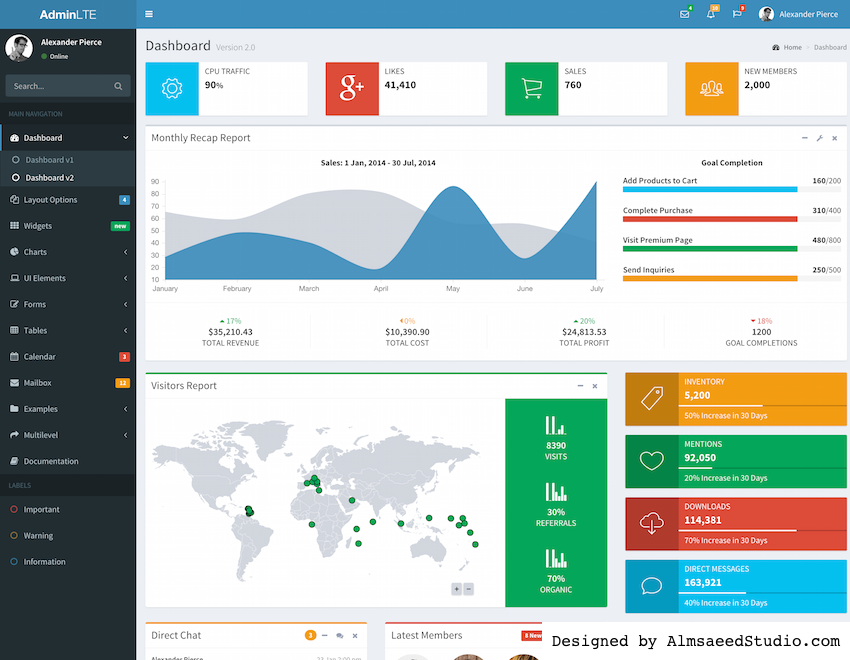 AdminLTE
4
10
9
Alexander Pierce
Alexander Pierce
Online
Search...
MAIN NAVIGATION
Dashboard
Dashboard v1
Dashboard v2
Layout Options 4
Widgets new
Charts
UI Elements
Forms
Tables
Calendar 3
Mailbox 12
Examples
Multilevel
Documentation
LABELS
Important
Warning
Information
Dashboard Version 2.0
Home > Dashboard
CPU TRAFFIC
90%
g+
LIKES
41,410
SALES
760
NEW MEMBERS
2,000
Monthly Recap Report
Sales: 1 Jan, 2014 - 30 Jul, 2014
90
80
70
60
50
40
30
20
10
January February March April May June July
Goal Completion
Add Products to Cart 160/200
Complete Purchase 310/400
Visit Premium Page 480/800
Send Inquiries 250/500
17%
$35,210.43
TOTAL REVENUE
0%
$10,390.90
TOTAL COST
20%
$24,813.53
TOTAL PROFIT
18%
1200
GOAL COMPLETIONS
Visitors Report
+ −
8390
VISITS
30%
REFERRALS
70%
ORGANIC
INVENTORY
5,200
50% Increase in 30 Days
MENTIONS
92,050
20% Increase in 30 Days
DOWNLOADS
114,381
70% Increase in 30 Days
DIRECT MESSAGES
163,921
40% Increase in 30 Days
Direct Chat 3
Alexander Pierce 23 Jan 2:00 pm
Latest Members 8 New
Designed by AlmsaeedStudio.com